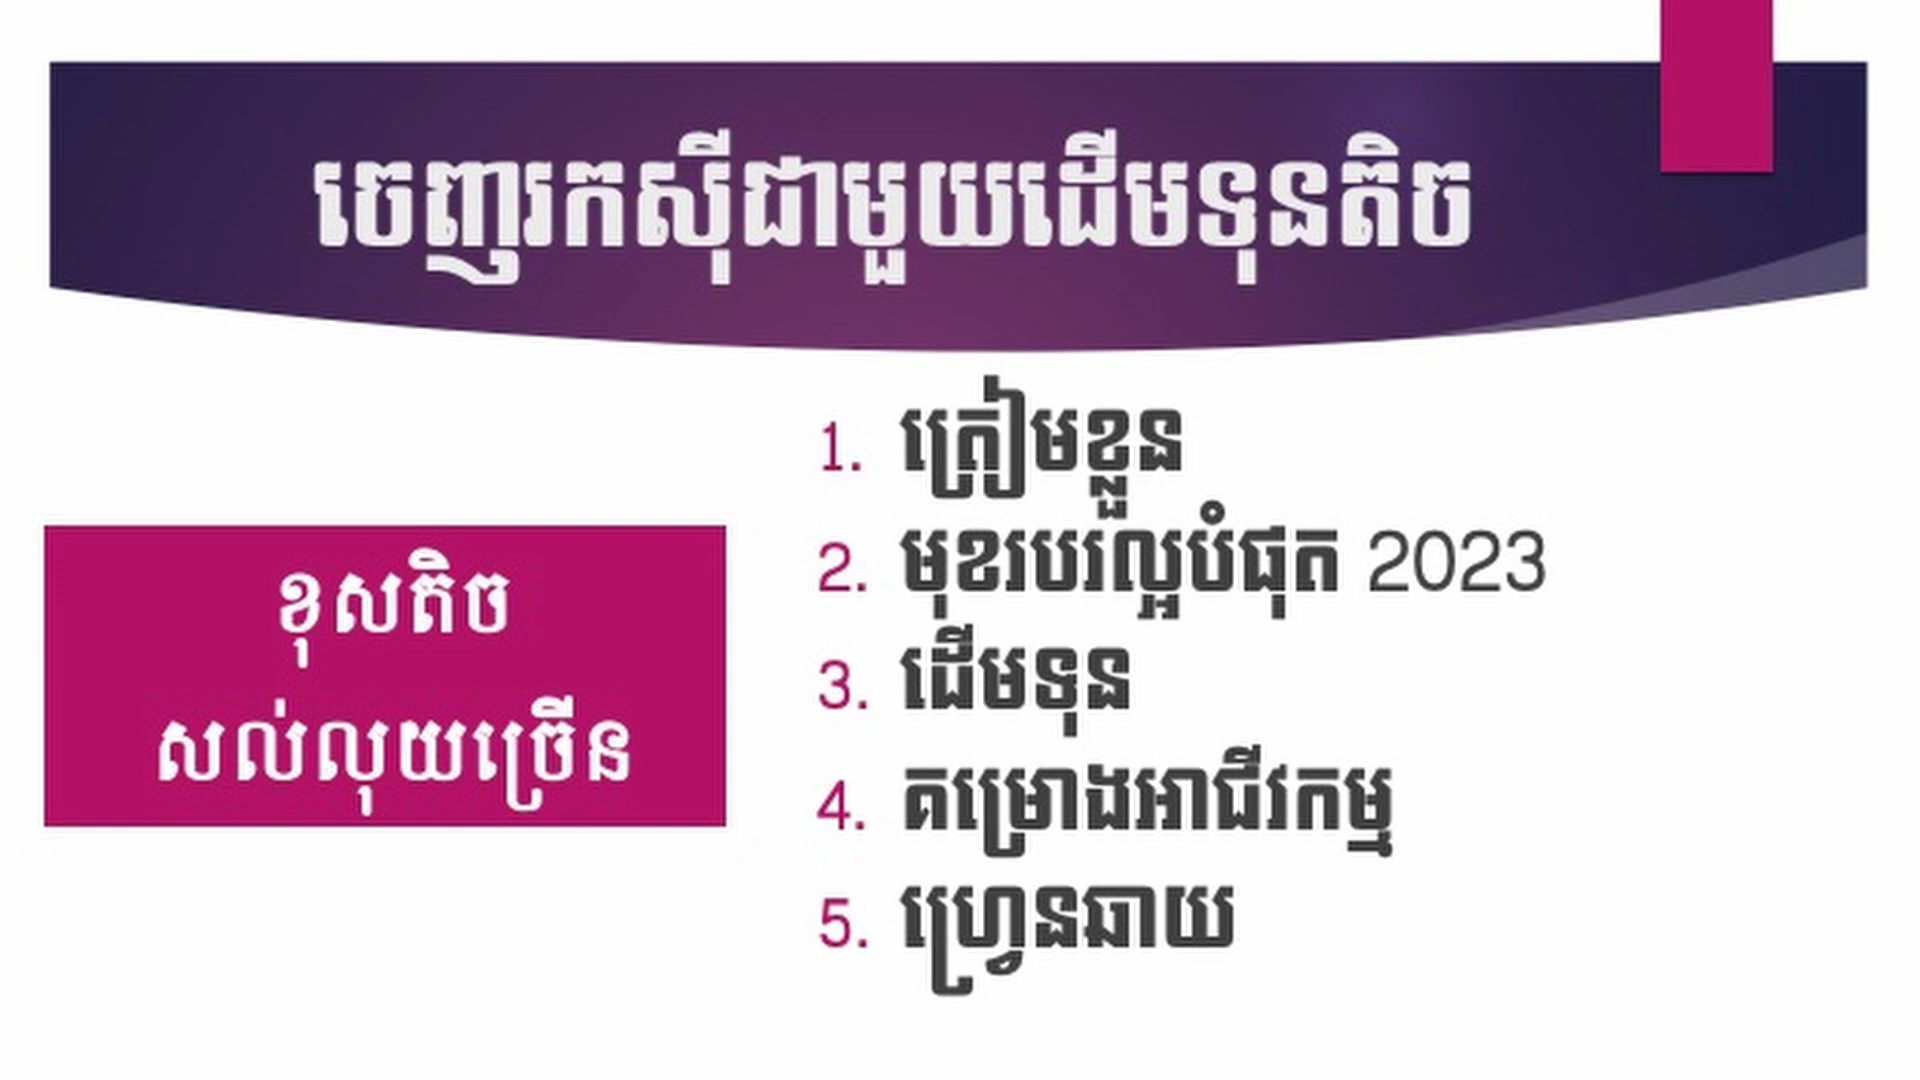 ចេញរកស៊ីជាមួយដើមទុនតិច
ខុសតិច
សល់លុយច្រើន
1. ត្រៀមខ្លួន
2. មុខរបរល្អបំផុត 2023
3. ដើមទុន
4. គម្រោងអាជីវកម្ម
5. ហ្វ្រេនឆាយ